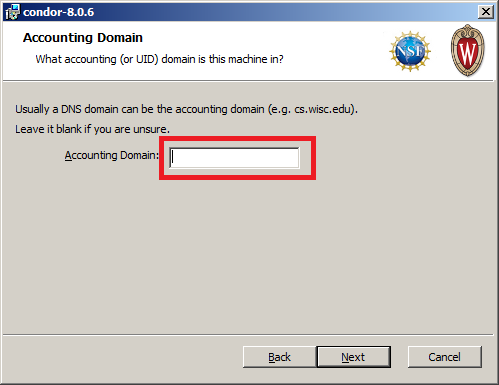 condor-8.0.6
Accounting Domain
What accounting (or UID) domain is this machine in?
NSF
W
Usually a DNS domain can be the accounting domain (e.g. cs.wisc.edu).
Leave it blank if you are unsure.
Accounting Domain:
Back
Next
Cancel